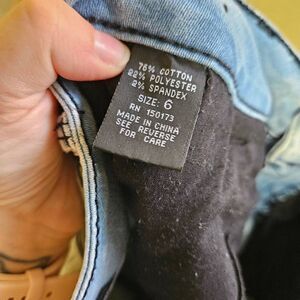 76% COTTON
22% POLYESTER
2% SPANDEX
SIZE: 6
RN 150173
MADE IN CHINA
SEE REVERSE
FOR CARE